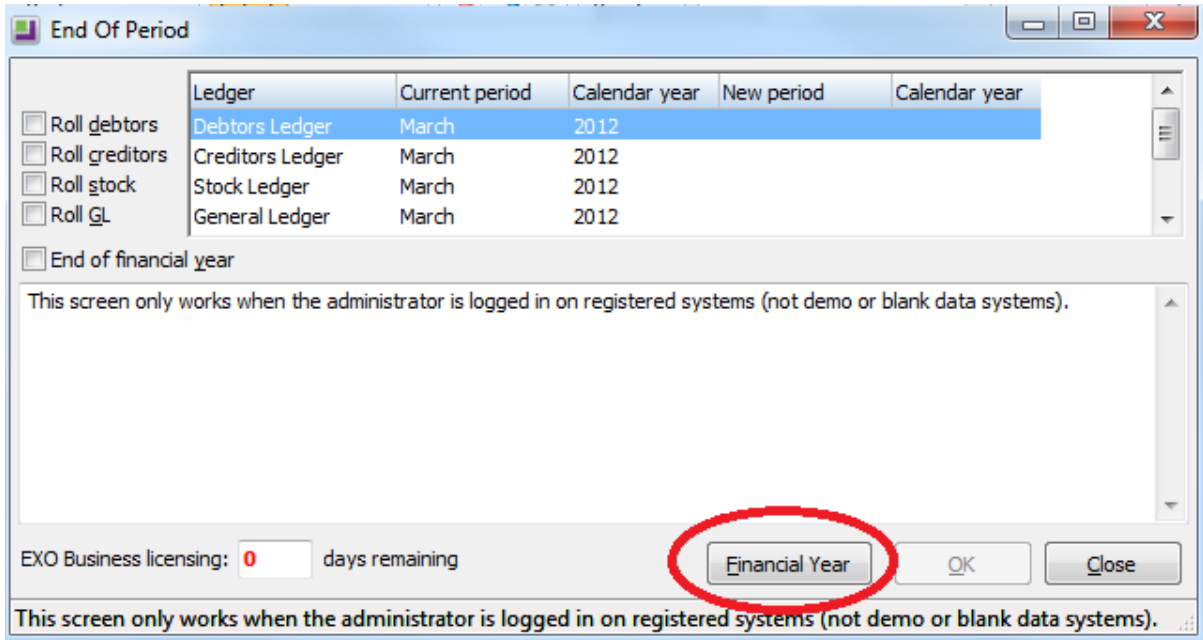 End Of Period
Ledger Current period Calendar year New period Calendar year
Roll debtors Debtors Ledger March 2012
Roll creditors Creditors Ledger March 2012
Roll stock Stock Ledger March 2012
Roll GL General Ledger March 2012
End of financial year
This screen only works when the administrator is logged in on registered systems (not demo or blank data systems).
EXO Business licensing: 0 days remaining Financial Year OK Close
This screen only works when the administrator is logged in on registered systems (not demo or blank data systems).